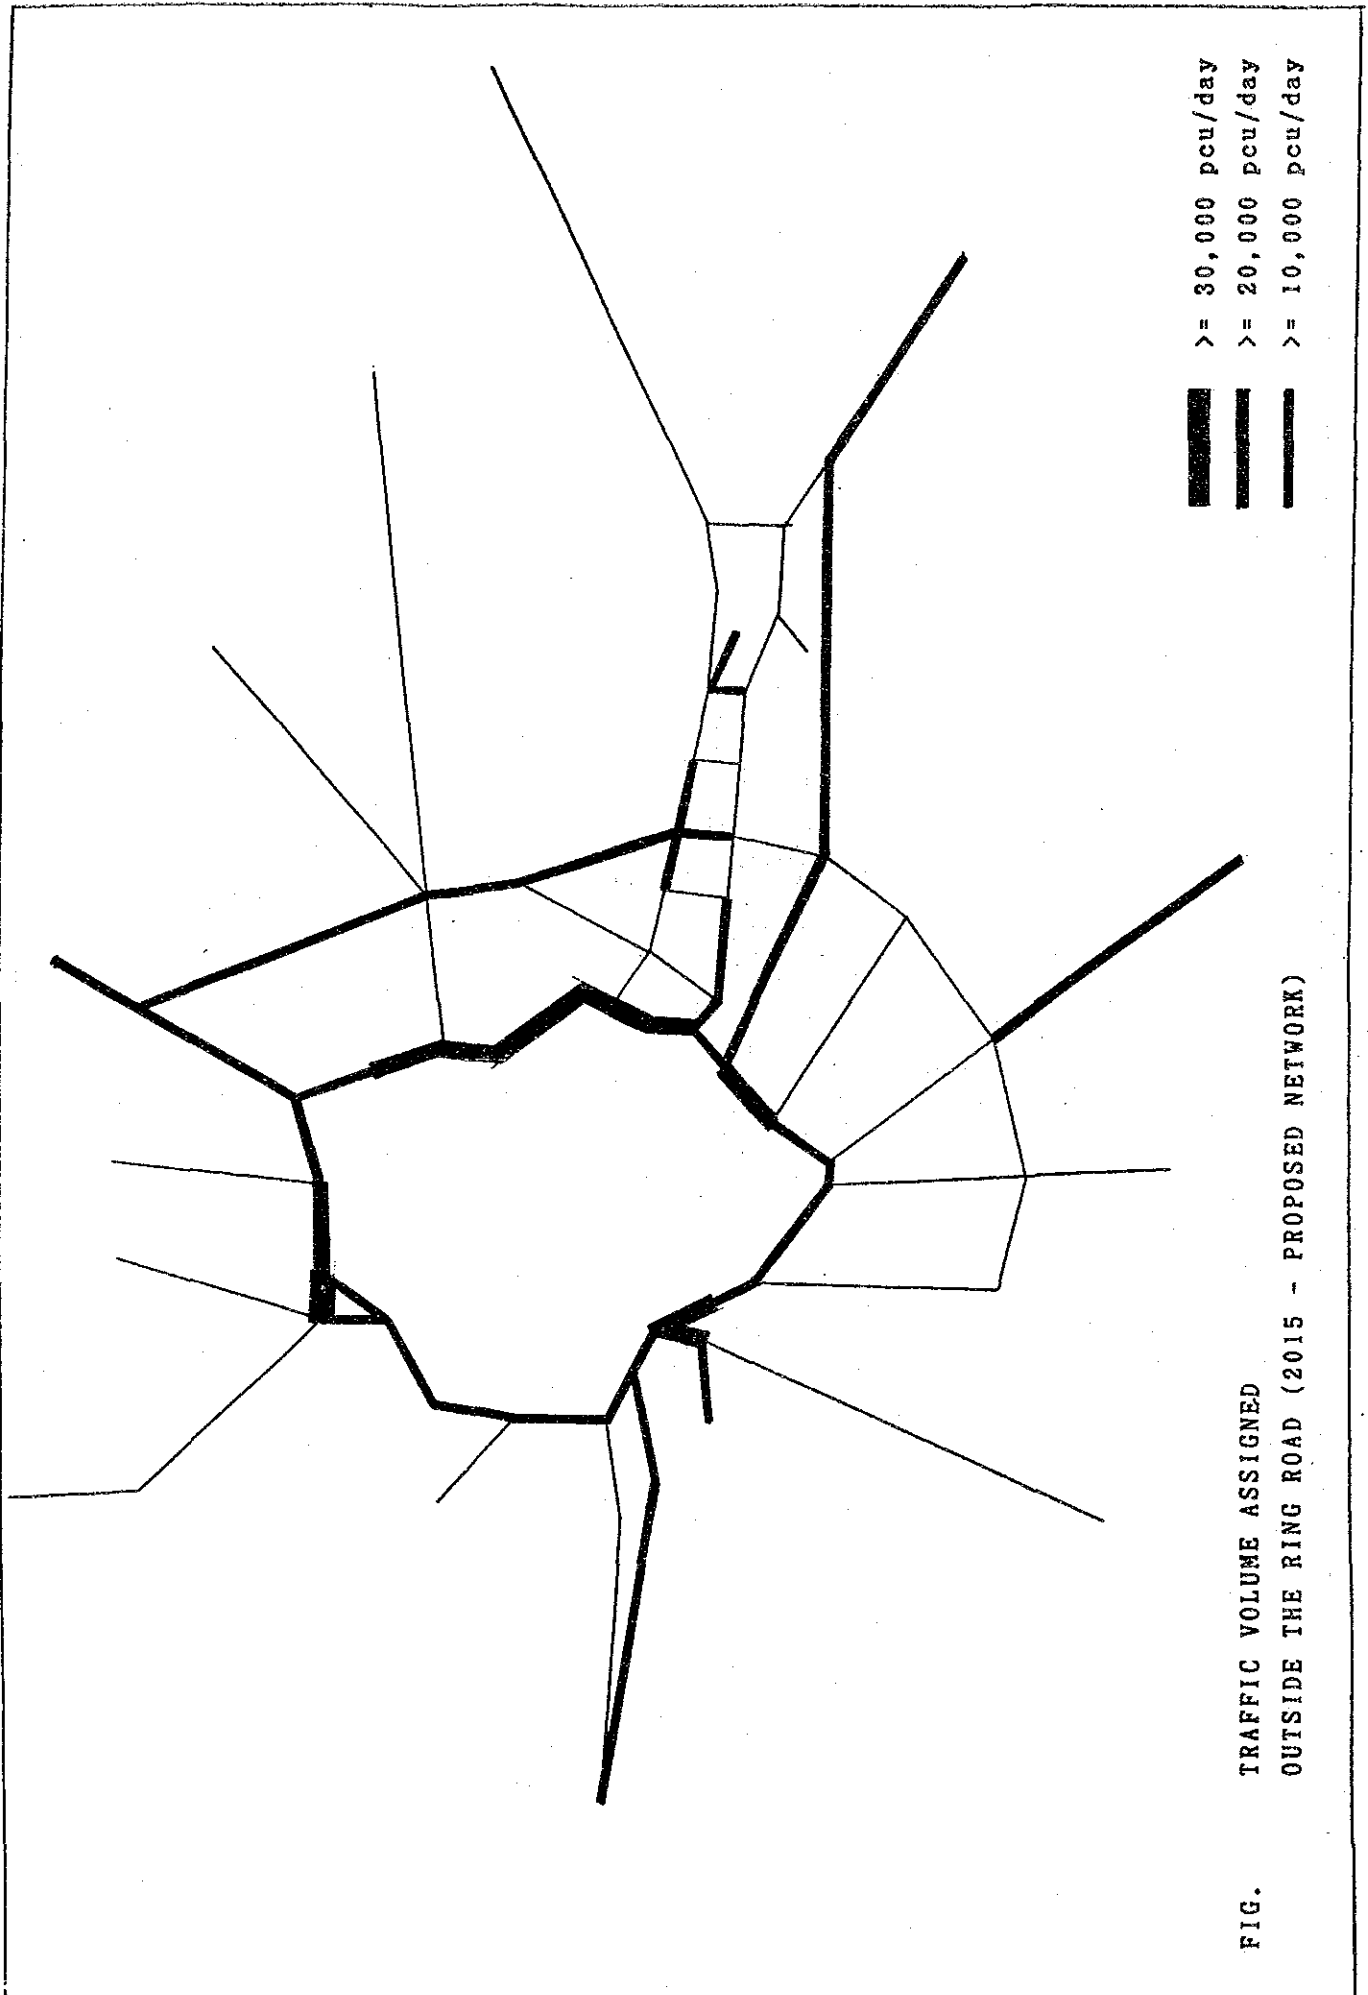 >= 30,000 pcu/day
>= 20,000 pcu/day
>= 10,000 pcu/day
FIG. TRAFFIC VOLUME ASSIGNED
OUTSIDE THE RING ROAD (2015 - PROPOSED NETWORK)